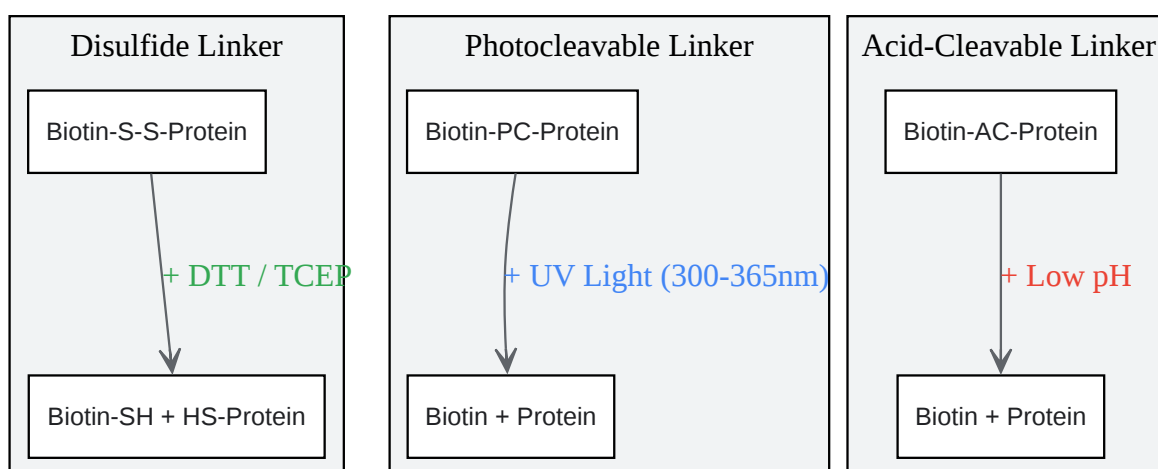 Disulfide Linker
Biotin-S-S-Protein
+ DTT / TCEP
Biotin-SH + HS-Protein
Photocleavable Linker
Biotin-PC-Protein
+ UV Light (300-365nm)
Biotin + Protein
Acid-Cleavable Linker
Biotin-AC-Protein
+ Low pH
Biotin + Protein